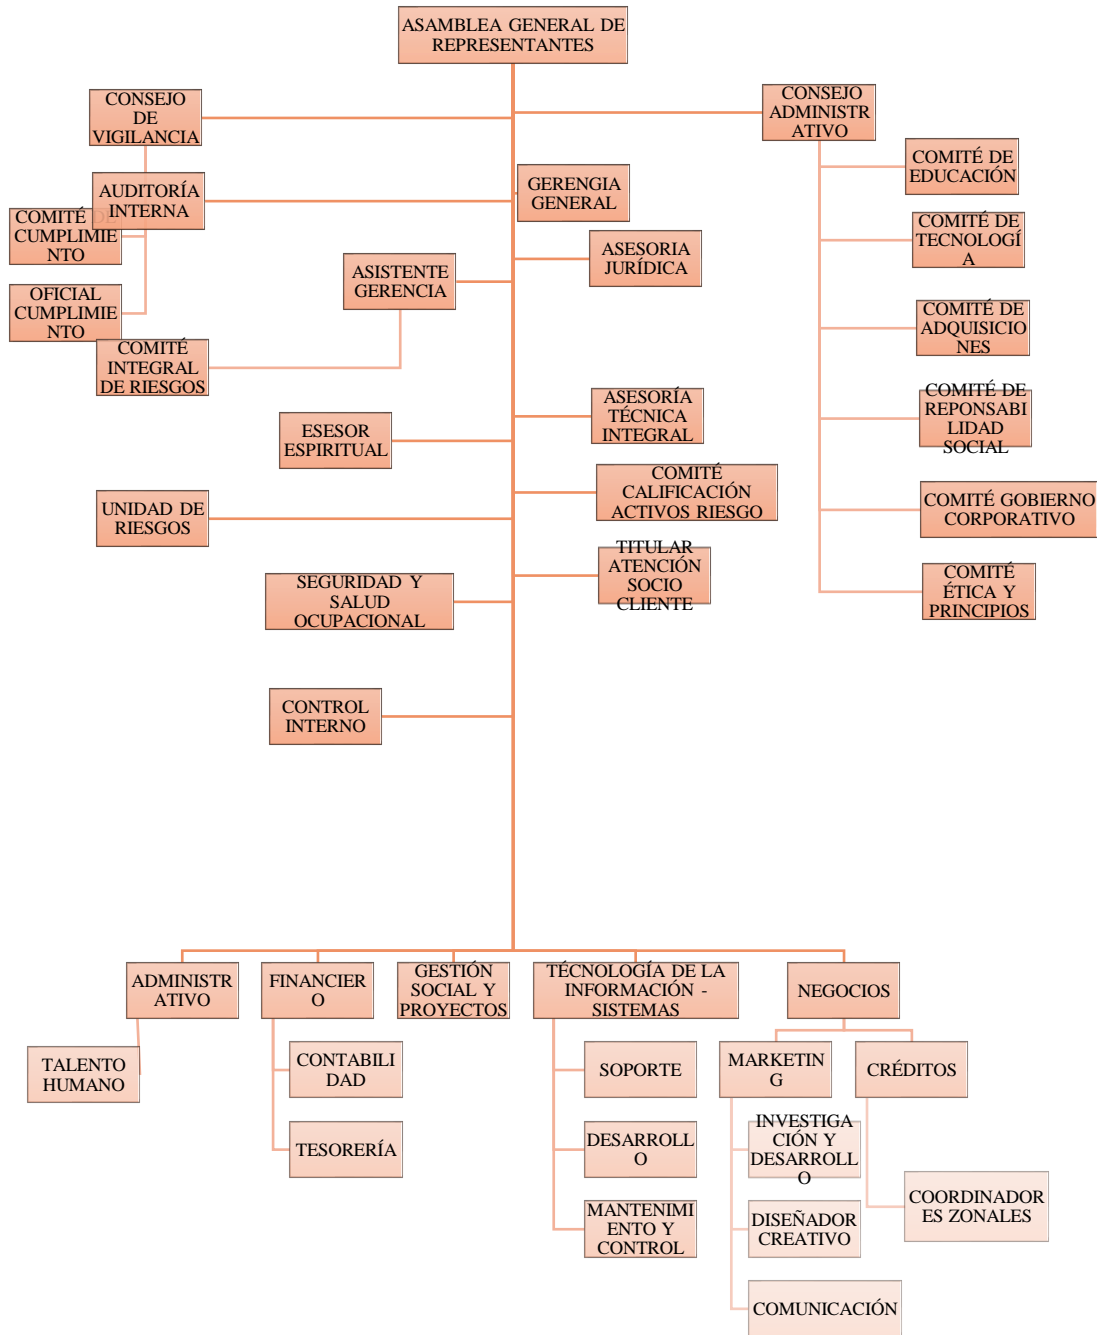 ASAMBLEA GENERAL DE
REPRESENTANTES
CONSEJO
DE
VIGILANCIA
CONSEJO
ADMINISTR
ATIVO
COMITÉ DE
EDUCACIÓN
AUDITORÍA
INTERNA
GERENGIA
GENERAL
COMITÉ DE
CUMPLIMIE
NTO
COMITÉ DE
TECNOLOGÍ
A
ASESORIA
JURÍDICA
ASISTENTE
GERENCIA
OFICIAL
CUMPLIMIE
NTO
COMITÉ DE
ADQUISICIO
NES
COMITÉ
INTEGRAL
DE RIESGOS
ASESORÍA
TÉCNICA
INTEGRAL
COMITÉ DE
REPONSABI
LIDAD
SOCIAL
ESESOR
ESPIRITUAL
COMITÉ
CALIFICACIÓN
ACTIVOS RIESGO
UNIDAD DE
RIESGOS
COMITÉ GOBIERNO
CORPORATIVO
TITULAR
ATENCIÓN
SOCIO
CLIENTE
SEGURIDAD Y
SALUD
OCUPACIONAL
COMITÉ
ÉTICA Y
PRINCIPIOS
CONTROL
INTERNO
ADMINISTR
ATIVO
FINANCIER
O
GESTIÓN
SOCIAL Y
PROYECTOS
TÉCNOLOGÍA DE LA
INFORMACIÓN -
SISTEMAS
NEGOCIOS
TALENTO
HUMANO
CONTABILI
DAD
SOPORTE
MARKETIN
G
CRÉDITOS
TESORERÍA
DESARROLL
O
INVESTIGA
CIÓN Y
DESARROLL
O
COORDINADOR
ES ZONALES
MANTENIMI
ENTO Y
CONTROL
DISEÑADOR
CREATIVO
COMUNICACIÓN